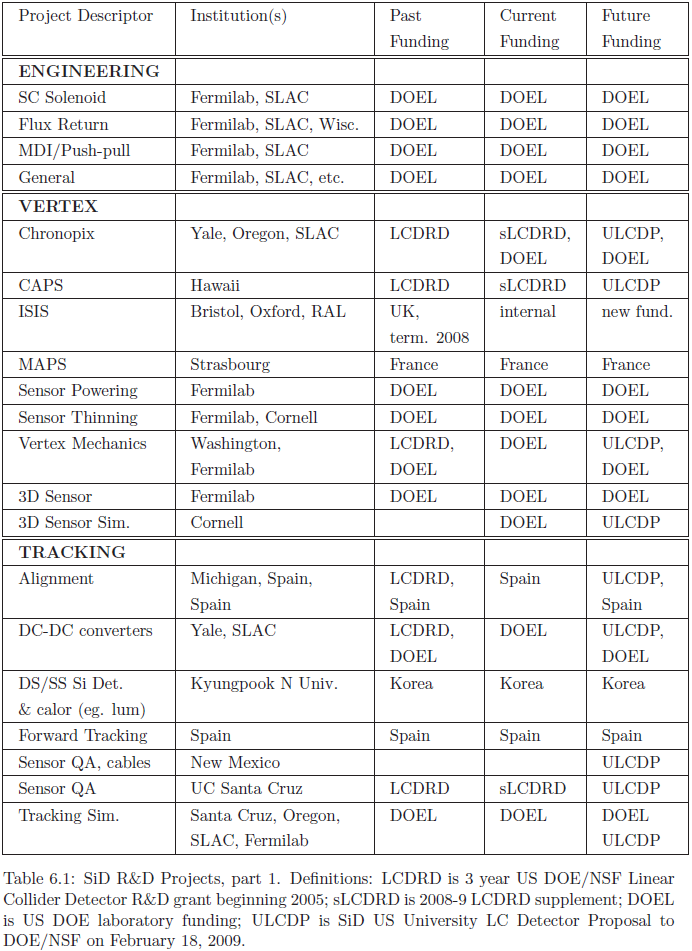 Project Descriptor Institution(s) Past Current Future
Funding Funding Funding
ENGINEERING
SC Solenoid Fermilab, SLAC DOEL DOEL DOEL
Flux Return Fermilab, SLAC, Wisc. DOEL DOEL DOEL
MDI/Push-pull Fermilab, SLAC DOEL DOEL DOEL
General Fermilab, SLAC, etc. DOEL DOEL DOEL
VERTEX
Chronopix Yale, Oregon, SLAC LCDRD sLCDRD, ULCDP,
DOEL DOEL
CAPS Hawaii LCDRD sLCDRD ULCDP
ISIS Bristol, Oxford, RAL UK, internal new fund.
term. 2008
MAPS Strasbourg France France France
Sensor Powering Fermilab DOEL DOEL DOEL
Sensor Thinning Fermilab, Cornell DOEL DOEL DOEL
Vertex Mechanics Washington, LCDRD, DOEL ULCDP,
Fermilab DOEL DOEL
3D Sensor Fermilab DOEL DOEL DOEL
3D Sensor Sim. Cornell DOEL ULCDP
TRACKING
Alignment Michigan, Spain, LCDRD, Spain ULCDP,
Spain Spain Spain
DC-DC converters Yale, SLAC LCDRD, DOEL ULCDP,
DOEL DOEL
DS/SS Si Det. Kyungpook N Univ. Korea Korea Korea
& calor (eg. lum)
Forward Tracking Spain Spain Spain Spain
Sensor QA, cables New Mexico ULCDP
Sensor QA UC Santa Cruz LCDRD sLCDRD ULCDP
Tracking Sim. Santa Cruz, Oregon, DOEL DOEL DOEL
SLAC, Fermilab ULCDP
Table 6.1: SiD R&D Projects, part 1. Definitions: LCDRD is 3 year US DOE/NSF Linear
Collider Detector R&D grant beginning 2005; sLCDRD is 2008-9 LCDRD supplement; DOEL
is US DOE laboratory funding; ULCDP is SiD US University LC Detector Proposal to
DOE/NSF on February 18, 2009.